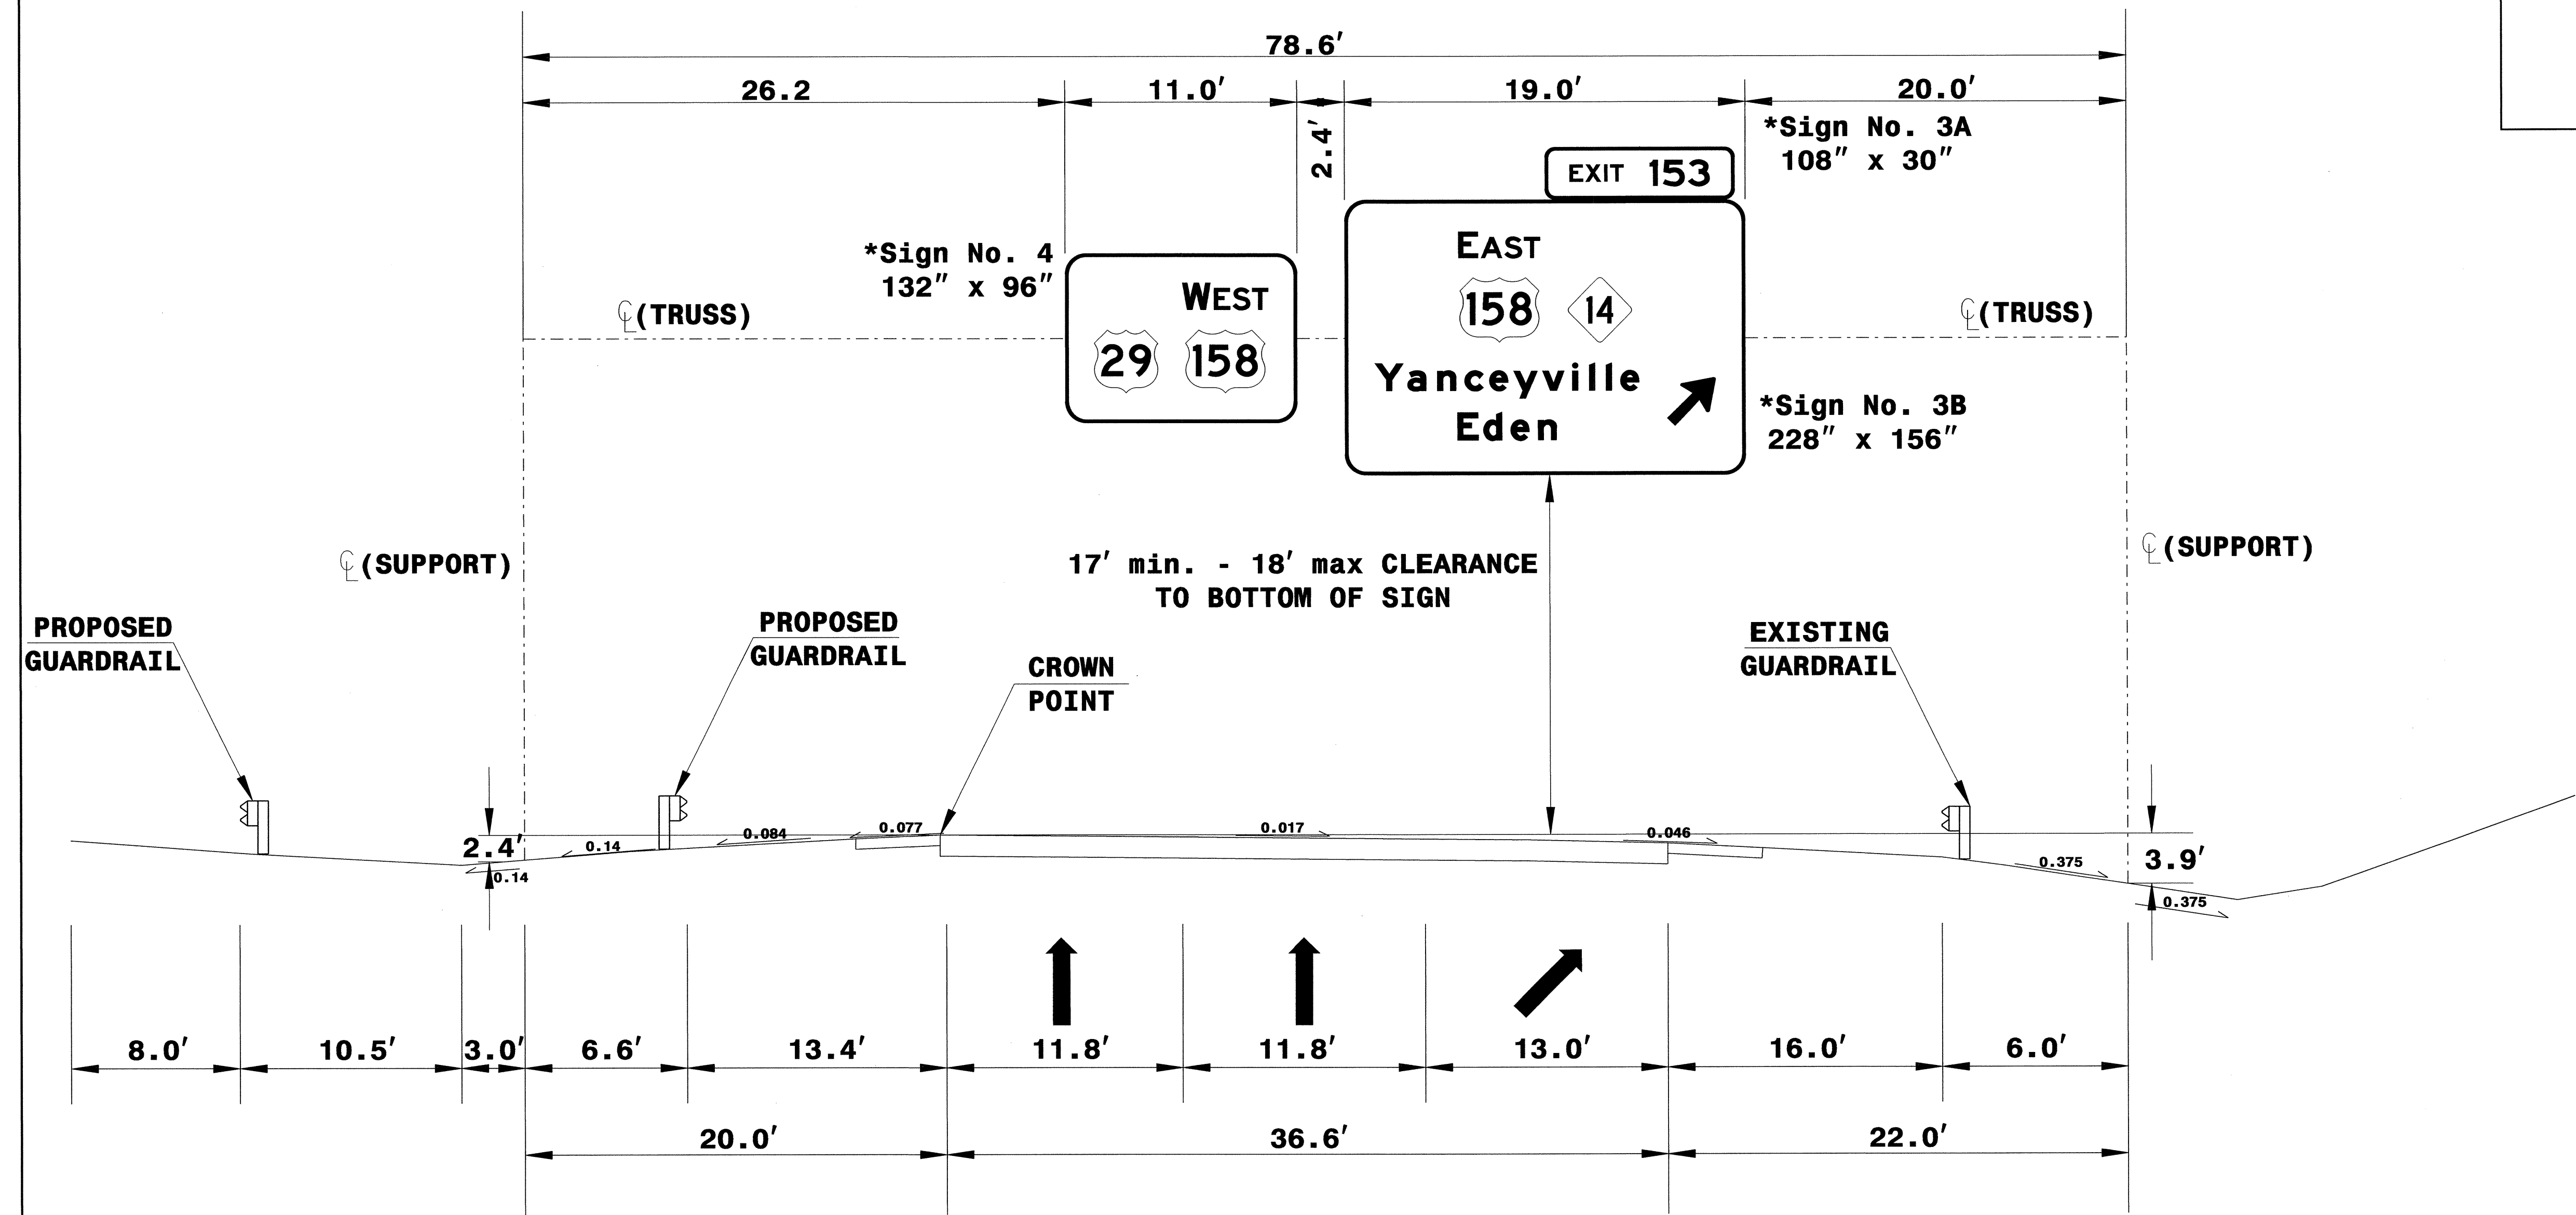 78.6′
26.2
11.0′
2.4′
19.0′
20.0′
*Sign No. 3A
108″ x 30″
EXIT 153
*Sign No. 4
132″ x 96″
WEST
29 158
EAST
158 14
Yanceyville
Eden
℄(TRUSS)
℄(TRUSS)
*Sign No. 3B
228″ x 156″
℄(SUPPORT)
17′ min. - 18′ max CLEARANCE
TO BOTTOM OF SIGN
℄(SUPPORT)
PROPOSED
GUARDRAIL
PROPOSED
GUARDRAIL
CROWN
POINT
EXISTING
GUARDRAIL
2.4′
0.14
0.14
0.084
0.077
0.017
0.046
0.375
3.9′
0.375
8.0′
10.5′
3.0′
6.6′
13.4′
11.8′
11.8′
13.0′
16.0′
6.0′
20.0′
36.6′
22.0′